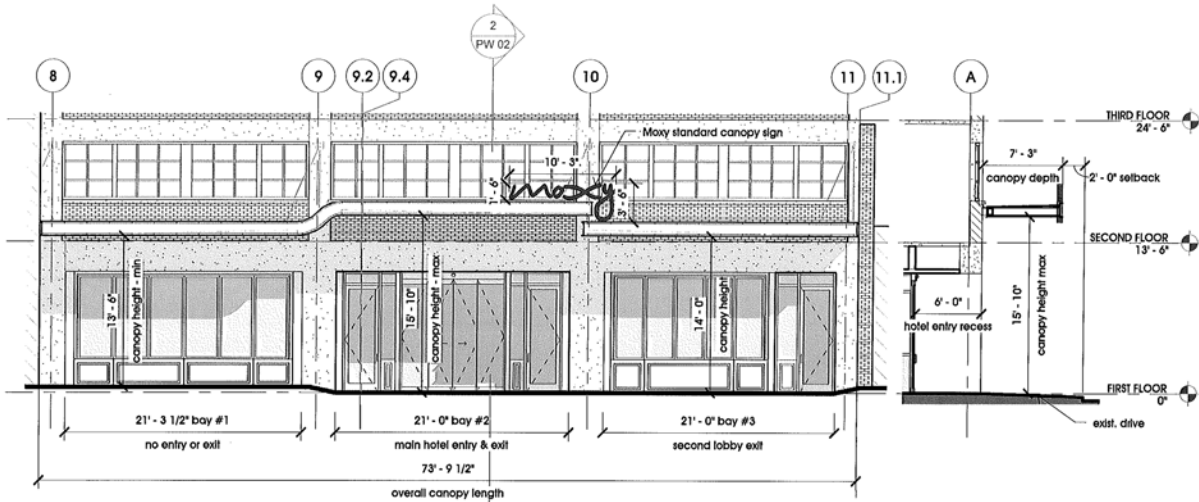 2
PW 02
8
9
9.2
9.4
10
11
11.1
A
THIRD FLOOR
24' - 6"
Moxy standard canopy sign
10' - 3"
7' - 3"
canopy depth
2' - 0" setback
1' - 6"
moxy
3' - 6"
SECOND FLOOR
13' - 6"
13' - 6"
canopy height - min
15' - 10"
canopy height - max
14' - 0"
canopy height
6' - 0"
hotel entry recess
15' - 10"
canopy height max
FIRST FLOOR
0"
exist. drive
21' - 3 1/2" bay #1
no entry or exit
21' - 0" bay #2
main hotel entry & exit
21' - 0" bay #3
second lobby exit
73' - 9 1/2"
overall canopy length